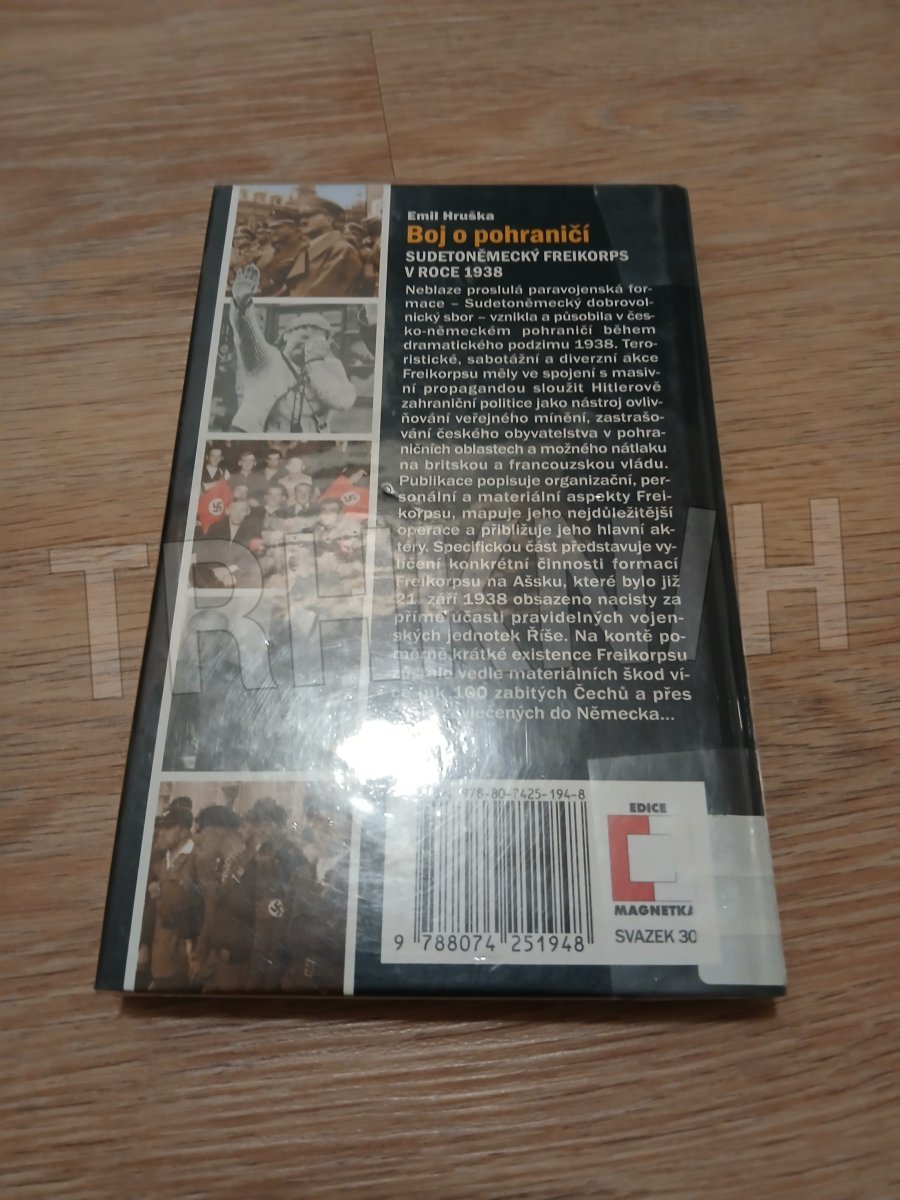 Emil Hruška
Boj o pohraničí
SUDETONĚMECKÝ FREIKORPS
V ROCE 1938
Neblaze proslulá paravojenská for-
mace – Sudetoněmecký dobrovol-
nický sbor – vznikla a působila v čes-
ko-německém pohraničí během
dramatického podzimu 1938. Tero-
ristické, sabotážní a diverzní akce
Freikorpsu měly ve spojení s masiv-
ní propagandou sloužit Hitlerově
zahraniční politice jako nástroj ovliv-
ňování veřejného mínění, zastrašo-
vání českého obyvatelstva v pohra-
ničních oblastech a možného nátlaku
na britskou a francouzskou vládu.
Publikace popisuje organizační, per-
sonální a materiální aspekty Frei-
korpsu, mapuje jeho nejdůležitější
operace a přibližuje jeho hlavní ak-
téry. Specifickou část představuje vy-
líčení konkrétní činnosti formací
Freikorpsu na Ašsku, které bylo již
21. září 1938 obsazeno nacisty za
přímé účasti pravidelných vojen-
ských jednotek Říše. Na kontě po-
měrně krátké existence Freikorpsu
vedle materiálních škod ví-
jak 100 zabitých Čechů a přes
vlečených do Německa...
978-80-7425-194-8
9 788074 251948
EDICE
MAGNETKA
SVAZEK 30